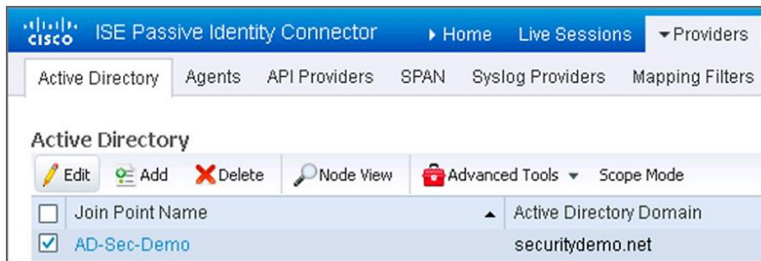 CISCO ISE Passive Identity Connector Home Live Sessions Providers
Active Directory Agents API Providers SPAN Syslog Providers Mapping Filters
Active Directory
Edit Add Delete Node View Advanced Tools Scope Mode
Join Point Name Active Directory Domain
AD-Sec-Demo securitydemo.net